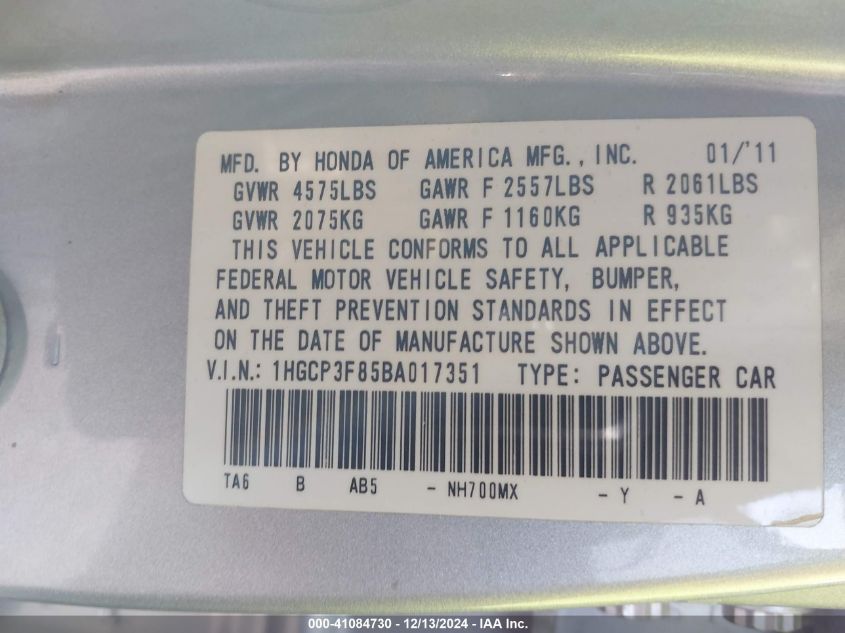 MFD. BY HONDA OF AMERICA MFG., INC. 01/'11
GVWR 4575LBS GAWR F 2557LBS R 2061LBS
GVWR 2075KG GAWR F 1160KG R 935KG
THIS VEHICLE CONFORMS TO ALL APPLICABLE
FEDERAL MOTOR VEHICLE SAFETY, BUMPER,
AND THEFT PREVENTION STANDARDS IN EFFECT
ON THE DATE OF MANUFACTURE SHOWN ABOVE.
V.I.N.: 1HGCP3F85BA017351 TYPE: PASSENGER CAR
TA6 B AB5 - NH700MX - Y - A
000-41084730 - 12/13/2024 - IAA Inc.